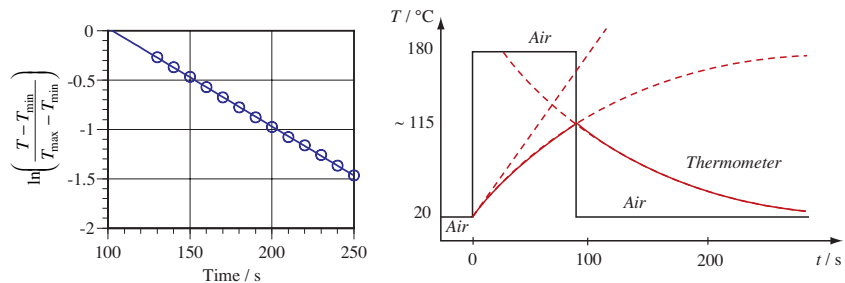 0
-0.5
-1
-1.5
-2
100 150 200 250
Time / s
ln((T − Tmin)/(Tmax − Tmin))
T / °C
180
~ 115
20
Air
Air
Air
Thermometer
0 100 200 t / s